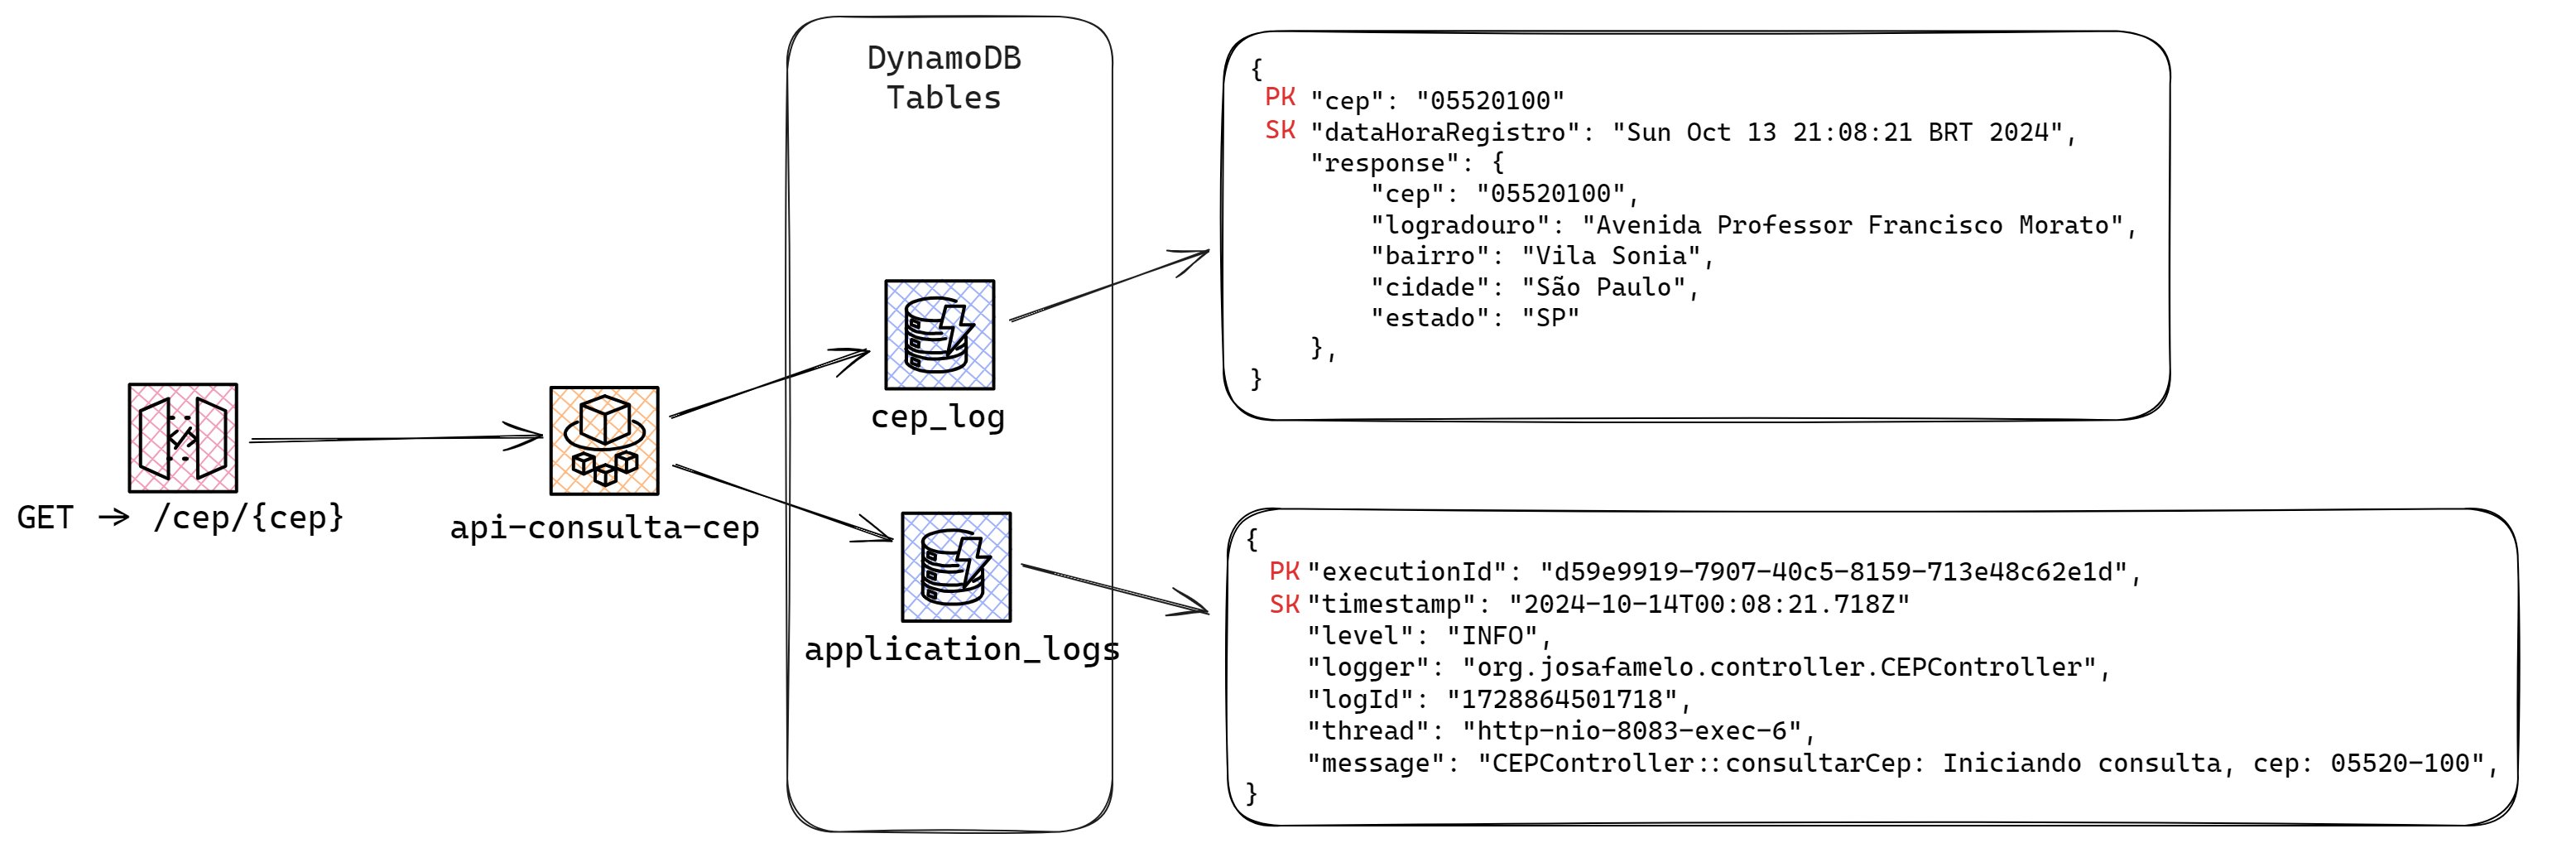 GET → /cep/{cep}
api-consulta-cep
DynamoDB
Tables
cep_log
application_logs
{
PK "cep": "05520100"
SK "dataHoraRegistro": "Sun Oct 13 21:08:21 BRT 2024",
"response": {
"cep": "05520100",
"logradouro": "Avenida Professor Francisco Morato",
"bairro": "Vila Sonia",
"cidade": "São Paulo",
"estado": "SP"
},
}
{
PK "executionId": "d59e9919-7907-40c5-8159-713e48c62e1d",
SK "timestamp": "2024-10-14T00:08:21.718Z"
"level": "INFO",
"logger": "org.josafamelo.controller.CEPController",
"logId": "1728864501718",
"thread": "http-nio-8083-exec-6",
"message": "CEPController::consultarCep: Iniciando consulta, cep: 05520-100",
}